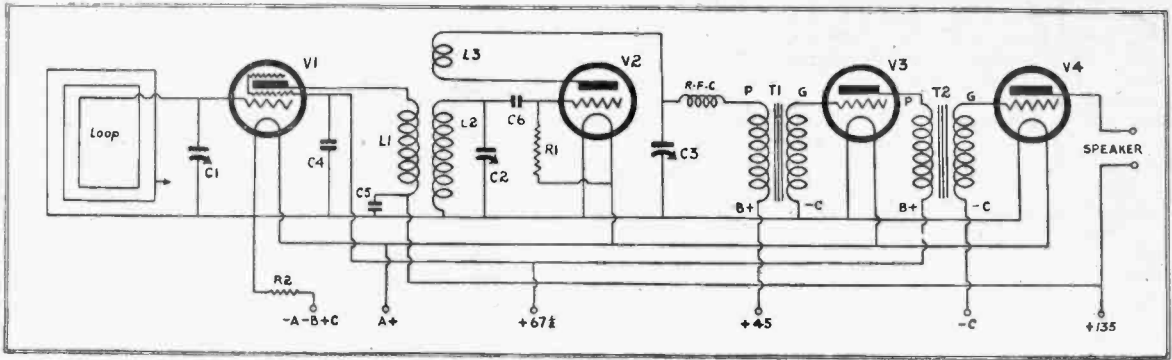 V1
L3
V2
V3
V4
R·F·C
P
T1
G
P
T2
G
Loop
C1
C4
L1
L2
C6
R1
C2
C3
C5
SPEAKER
B+
-C
B+
-C
R2
-A-B+C
A+
+67½
+45
-C
+135